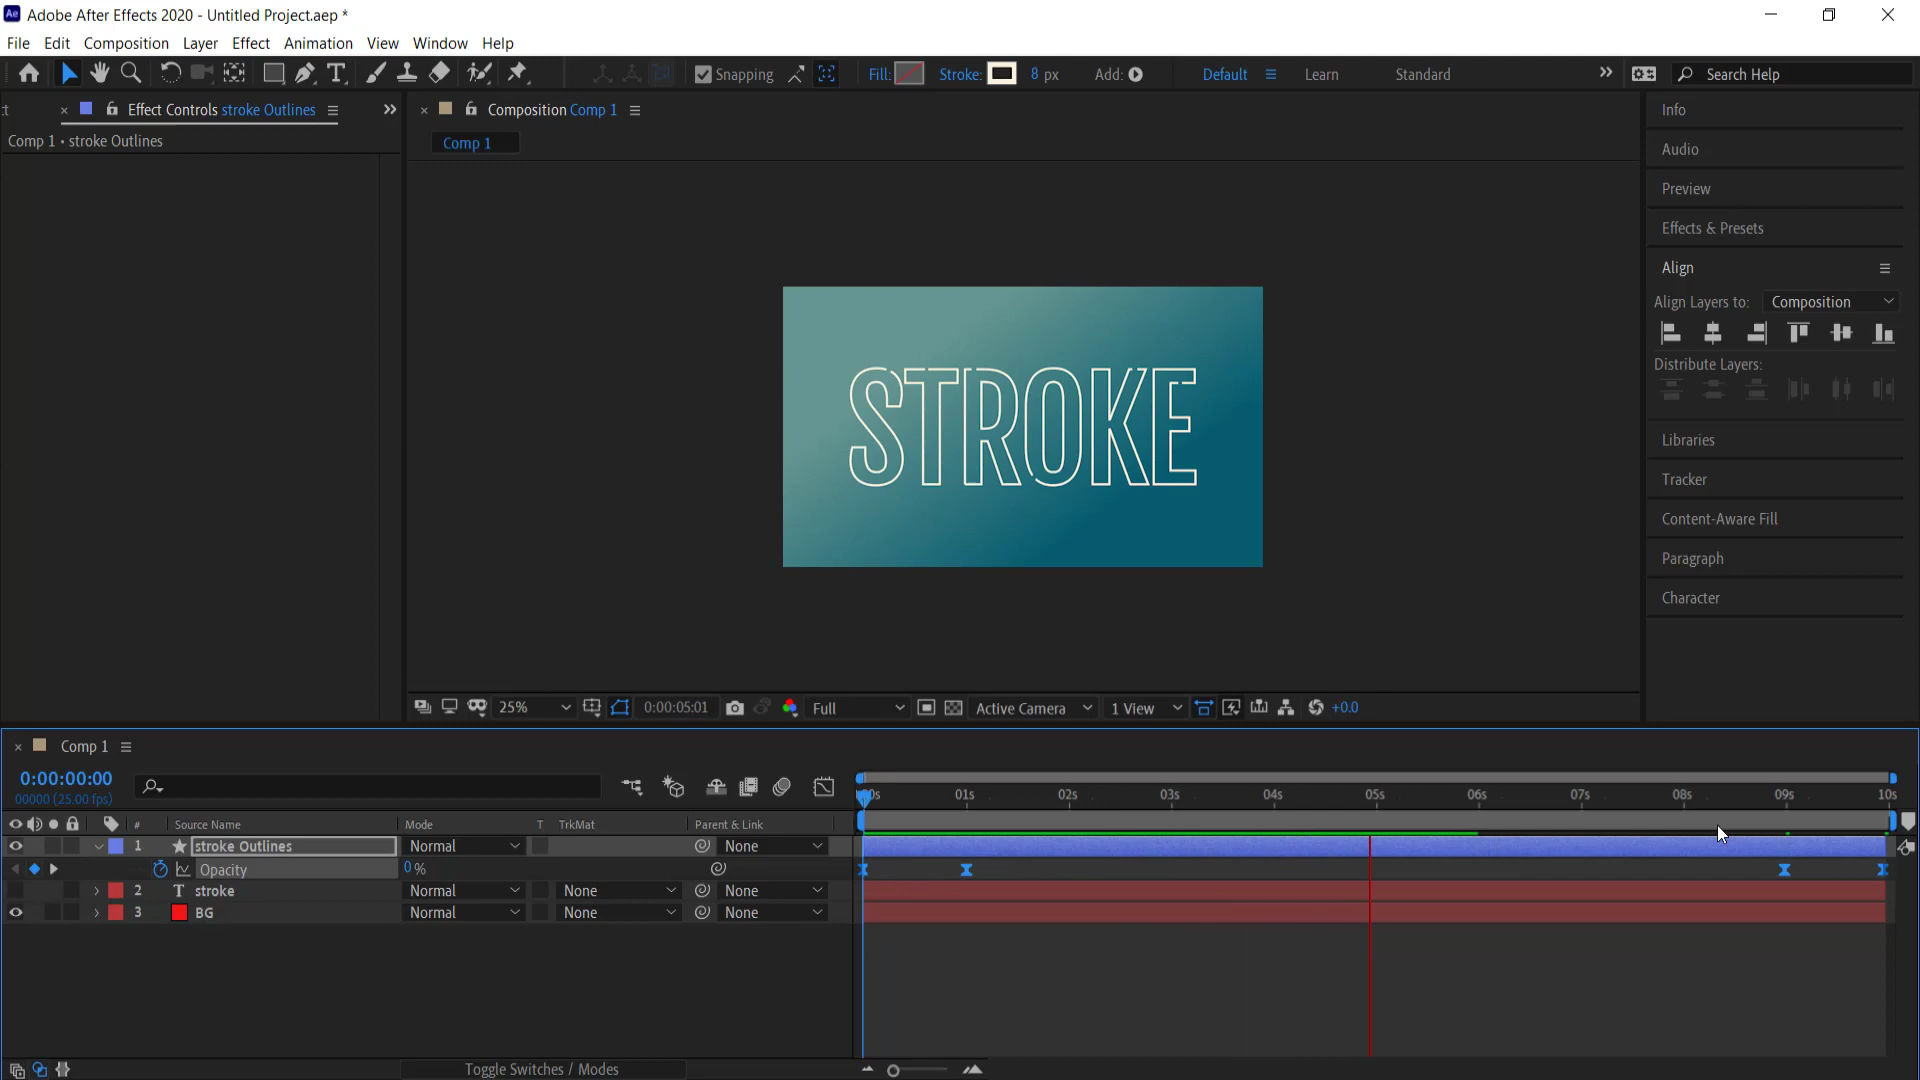 Adobe After Effects 2020 - Untitled Project.aep *
File Edit Composition Layer Effect Animation View Window Help
Snapping Fill: Stroke: 8 px Add: Default Learn Standard Search Help
Effect Controls stroke Outlines
Comp 1 • stroke Outlines
Composition Comp 1
Comp 1
STROKE
Info
Audio
Preview
Effects & Presets
Align
Align Layers to: Composition
Distribute Layers:
Libraries
Tracker
Content-Aware Fill
Paragraph
Character
25% 0:00:05:01 Full Active Camera 1 View +0.0
Comp 1
0:00:00:00
00000 (25.00 fps)
01s 02s 03s 04s 05s 06s 07s 08s 09s 10s
# Source Name Mode T TrkMat Parent & Link
1 stroke Outlines Normal None
Opacity 0 %
2 T stroke Normal None None
3 BG Normal None None
Toggle Switches / Modes